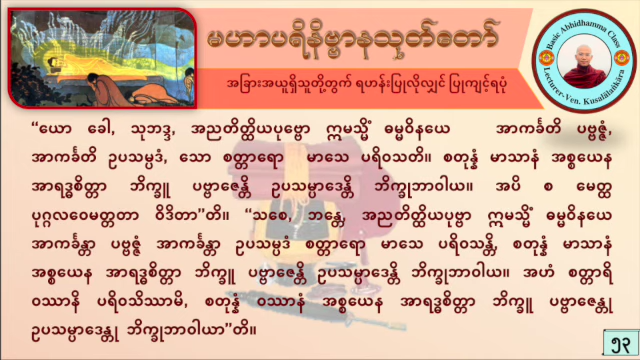 မဟာပရိနိဗ္ဗာနသုတ်တော်
အခြားအယူရှိသူတို့တွက် ရဟန်းပြုလိုလျှင် ပြုကျင့်ရပုံ
Basic Abhidhamma Class
Lecturer-Ven. Kusalālaṅkāra
“ယော ခေါ, သုဘဒ္ဒ, အညတိတ္ထိယပုဗ္ဗော ဣမသ္မိံ ဓမ္မဝိနယေ အာကင်္ခတိ ပဗ္ဗဇ္ဇံ,
အာကင်္ခတိ ဥပသမ္ပဒံ, သော စတ္တာရော မာသေ ပရိဝသတိ။ စတုန္နံ မာသာနံ အစ္စယေန
အာရဒ္ဓစိတ္တာ ဘိက္ခူ ပဗ္ဗာဇေန္တိ ဥပသမ္ပာဒေန္တိ ဘိက္ခုဘာဝါယ။ အပိ စ မေတ္ထ
ပုဂ္ဂလဝေမတ္တတာ ဝိဒိတာ”တိ။ “သစေ, ဘန္တေ, အညတိတ္ထိယပုဗ္ဗာ ဣမသ္မိံ ဓမ္မဝိနယေ
အာကင်္ခန္တာ ပဗ္ဗဇ္ဇံ အာကင်္ခန္တာ ဥပသမ္ပဒံ စတ္တာရော မာသေ ပရိဝသန္တိ, စတုန္နံ မာသာနံ
အစ္စယေန အာရဒ္ဓစိတ္တာ ဘိက္ခူ ပဗ္ဗာဇေန္တိ ဥပသမ္ပာဒေန္တိ ဘိက္ခုဘာဝါယ။ အဟံ စတ္တာရိ
ဝဿာနိ ပရိဝသိဿာမိ, စတုန္နံ ဝဿာနံ အစ္စယေန အာရဒ္ဓစိတ္တာ ဘိက္ခူ ပဗ္ဗာဇေန္တု
ဥပသမ္ပာဒေန္တု ဘိက္ခုဘာဝါယာ”တိ။
၅၃